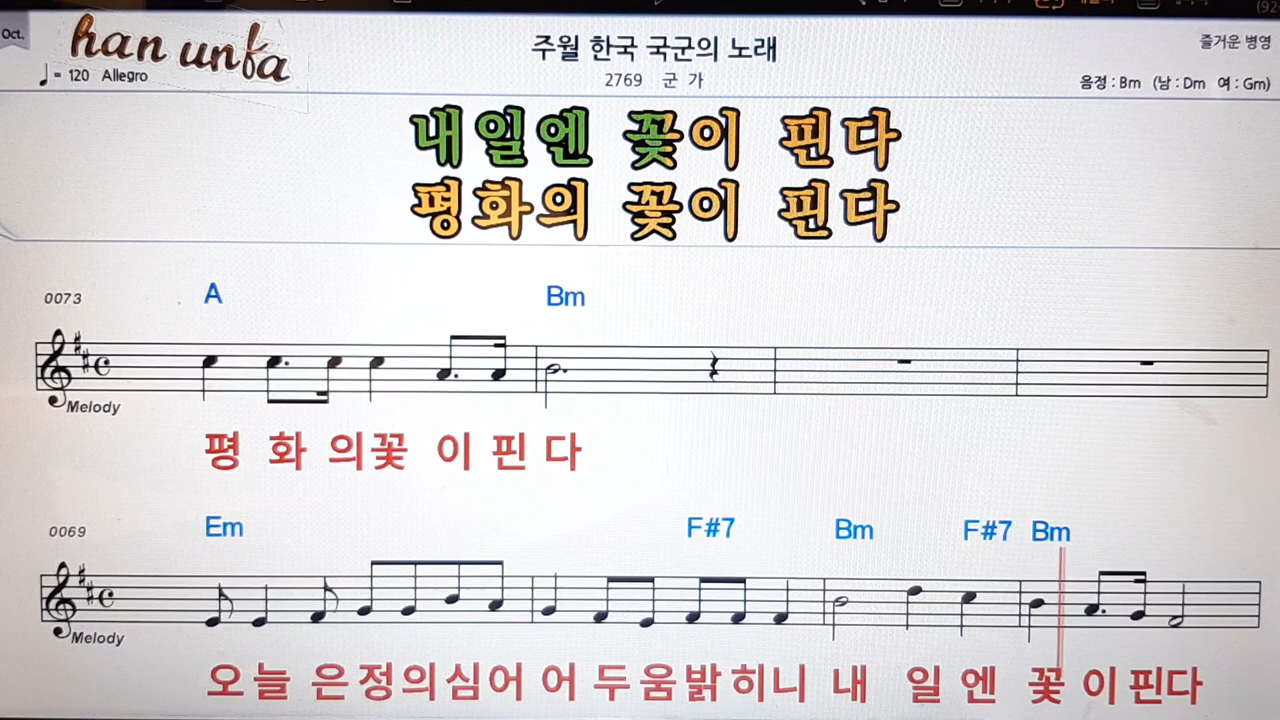 Oct.
han unfa
♩= 120 Allegro
주월 한국 국군의 노래
2769 군 가
즐거운 병영
음정 : Bm (남 : Dm 여 : Gm)
내일엔 꽃이 핀다
평화의 꽃이 핀다
0073 A Bm
Melody
평 화 의꽃 이 핀 다
0069 Em F#7 Bm F#7 Bm
Melody
오늘 은정의심어 어 두움밝히니 내 일 엔 꽃 이핀다